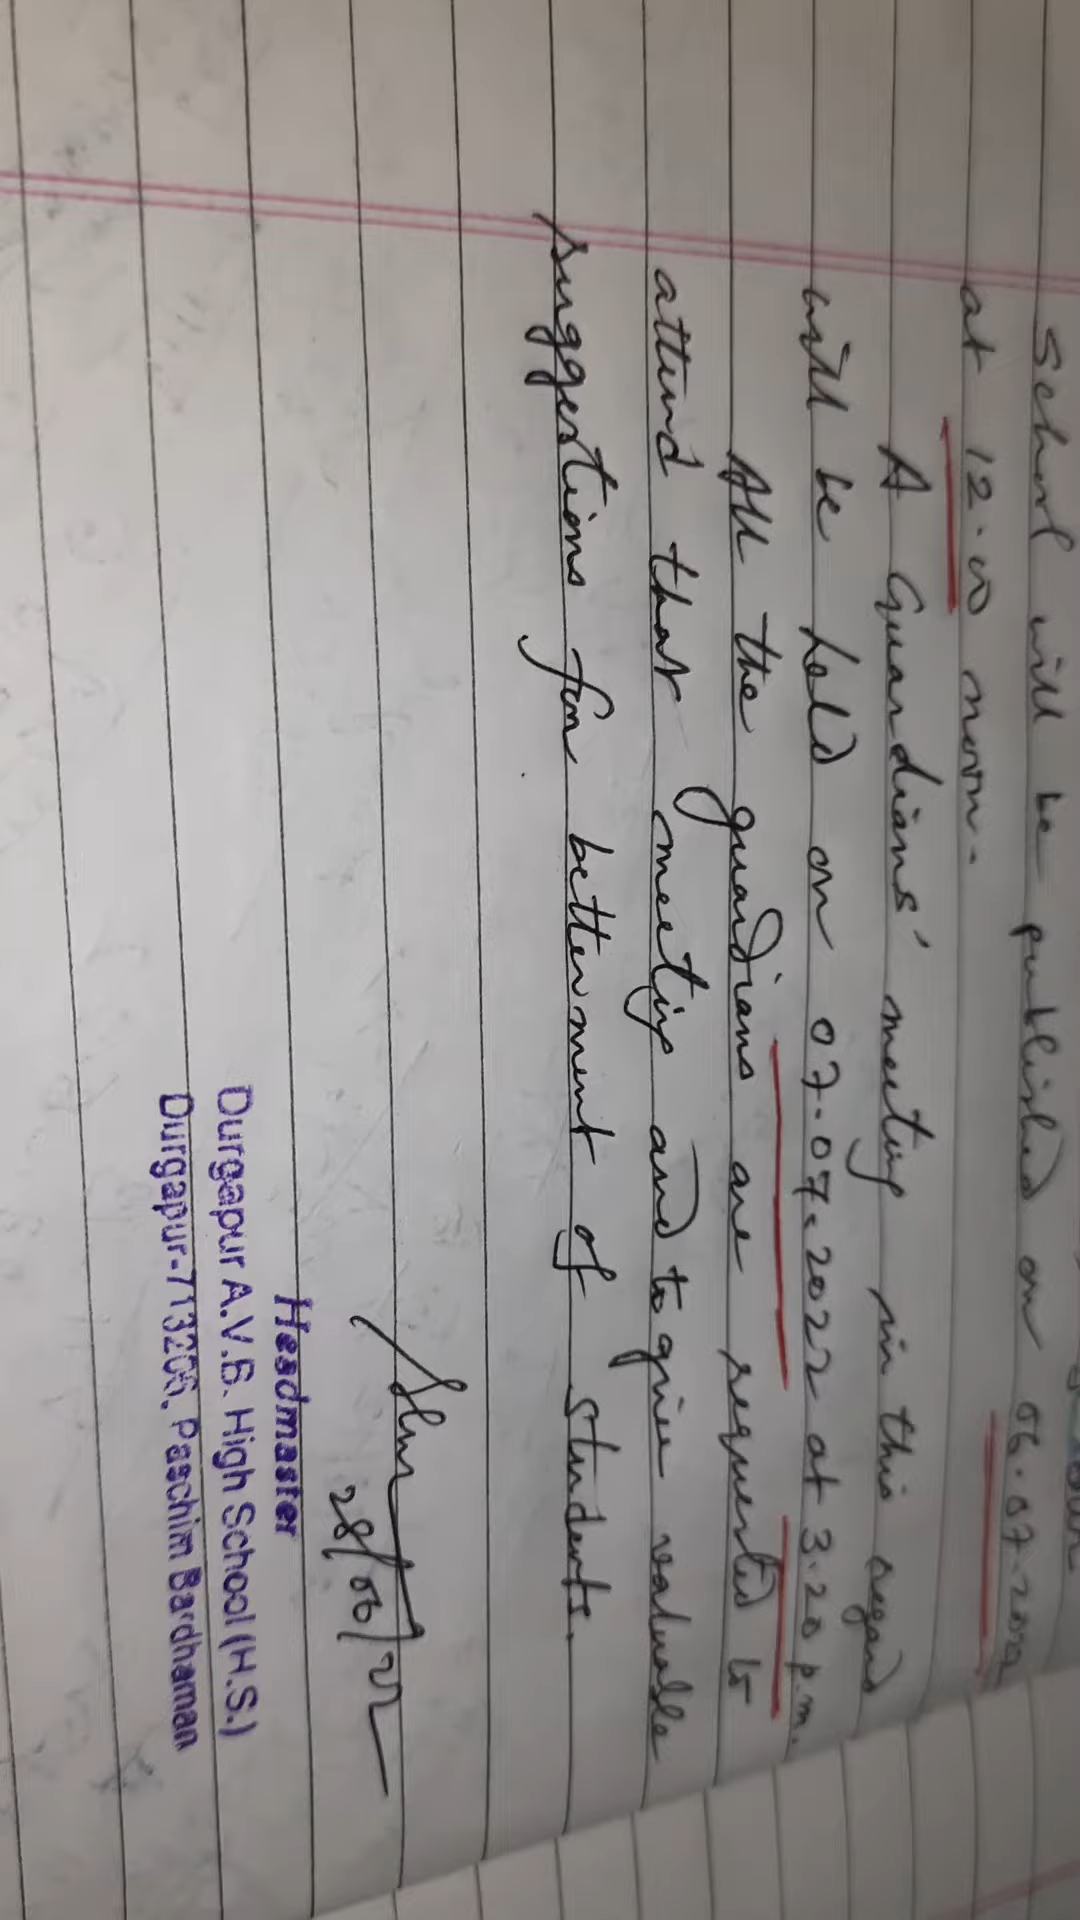 School will be published on 06.07.2022
at 12.00 noon.
A Guardians' meeting in this regard
will be held on 07.07.2022 at 3.20 p.m.
All the guardians are requested to
attend that meeting and to give valuable
suggestions for betterment of students.
28/06/22
Headmaster
Durgapur A.V.B. High School (H.S.)
Durgapur-713206, Paschim Bardhaman